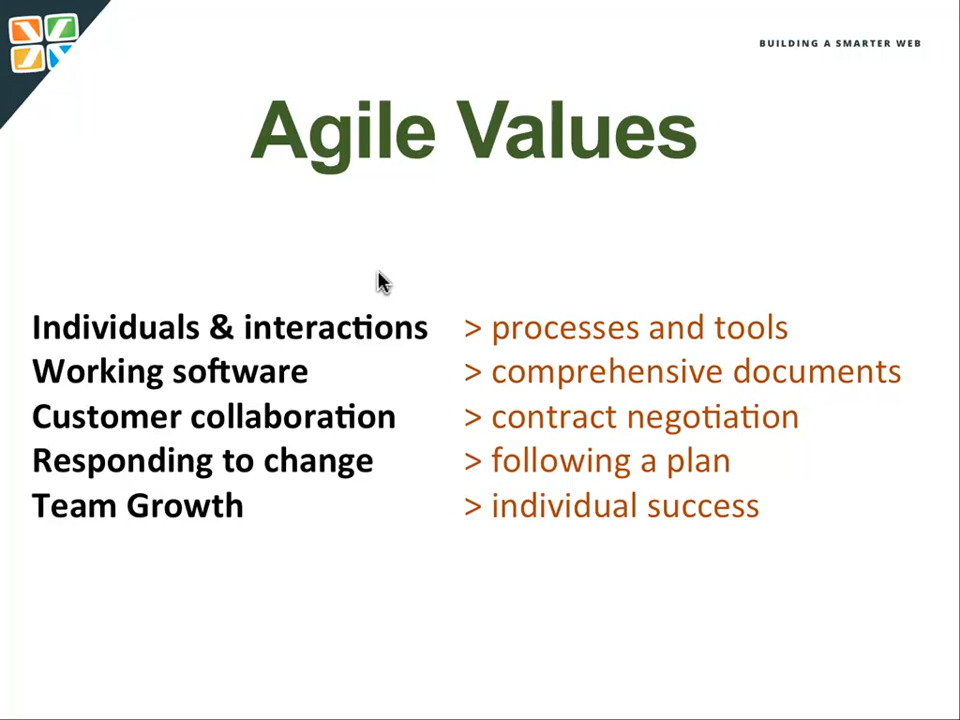 BUILDING A SMARTER WEB
Agile Values
Individuals & interactions > processes and tools
Working software > comprehensive documents
Customer collaboration > contract negotiation
Responding to change > following a plan
Team Growth > individual success